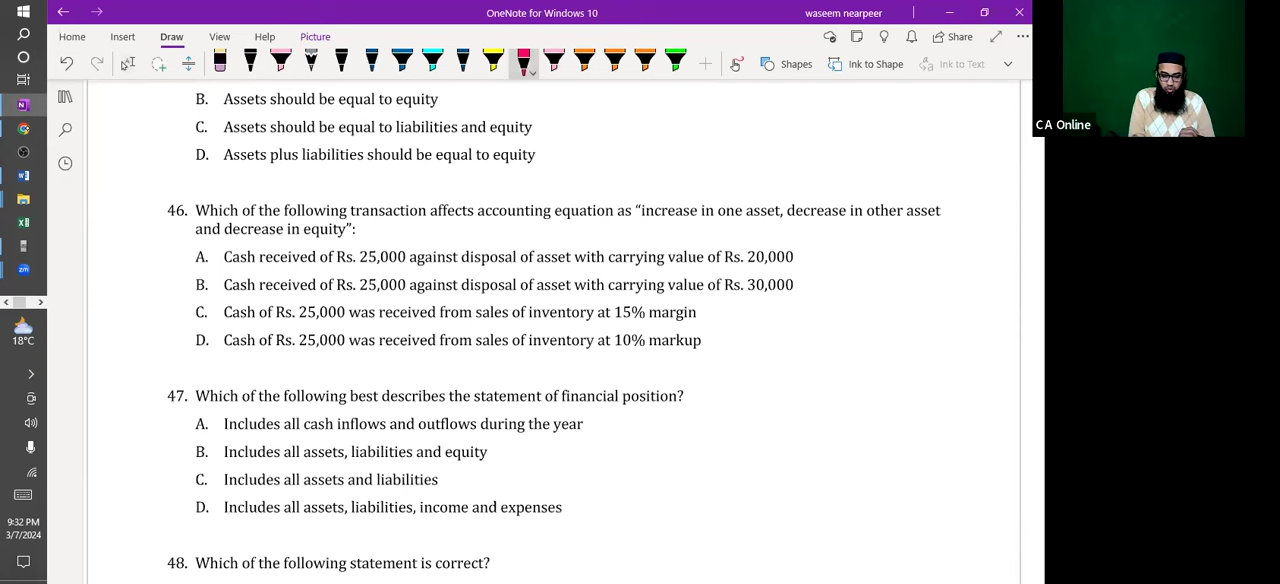 OneNote for Windows 10
waseem nearpeer
Home Insert Draw View Help Picture
Share
Shapes Ink to Shape Ink to Text
C A Online
B. Assets should be equal to equity
C. Assets should be equal to liabilities and equity
D. Assets plus liabilities should be equal to equity
46. Which of the following transaction affects accounting equation as “increase in one asset, decrease in other asset
and decrease in equity”:
A. Cash received of Rs. 25,000 against disposal of asset with carrying value of Rs. 20,000
B. Cash received of Rs. 25,000 against disposal of asset with carrying value of Rs. 30,000
C. Cash of Rs. 25,000 was received from sales of inventory at 15% margin
D. Cash of Rs. 25,000 was received from sales of inventory at 10% markup
47. Which of the following best describes the statement of financial position?
A. Includes all cash inflows and outflows during the year
B. Includes all assets, liabilities and equity
C. Includes all assets and liabilities
D. Includes all assets, liabilities, income and expenses
48. Which of the following statement is correct?
18°C
9:32 PM
3/7/2024